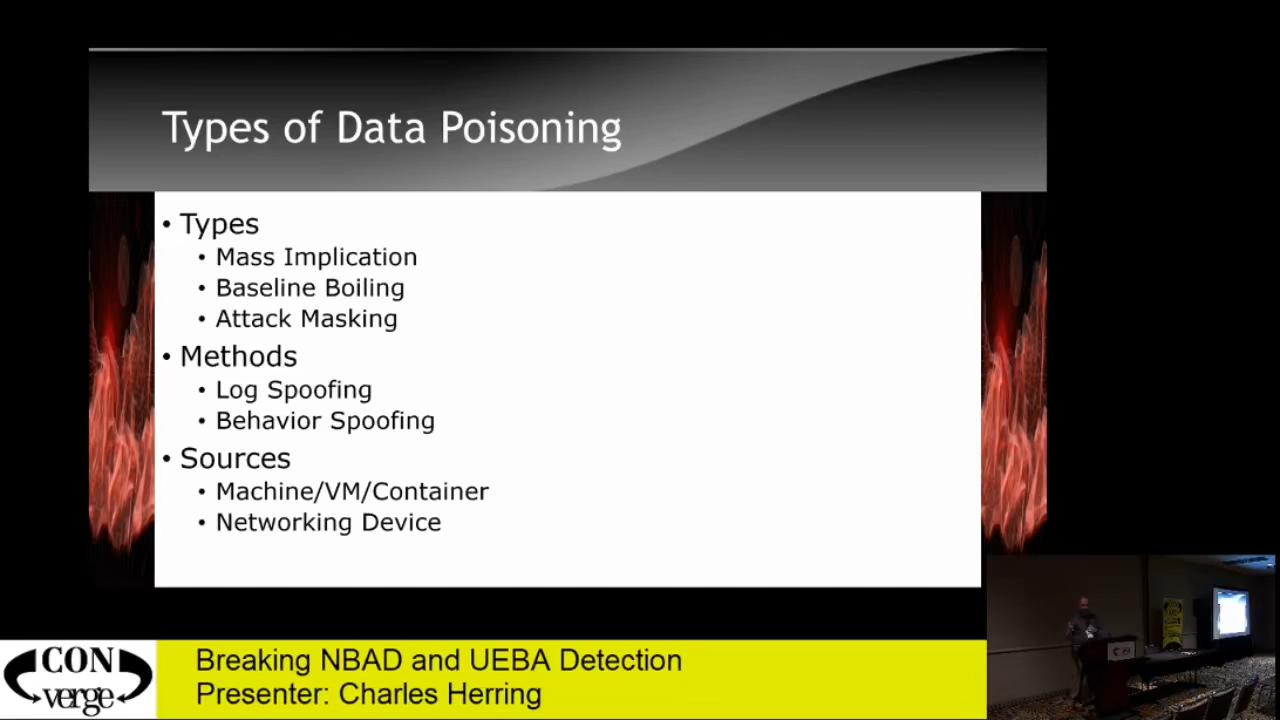 Types of Data Poisoning
• Types
• Mass Implication
• Baseline Boiling
• Attack Masking
• Methods
• Log Spoofing
• Behavior Spoofing
• Sources
• Machine/VM/Container
• Networking Device
CON
verge
Breaking NBAD and UEBA Detection
Presenter: Charles Herring